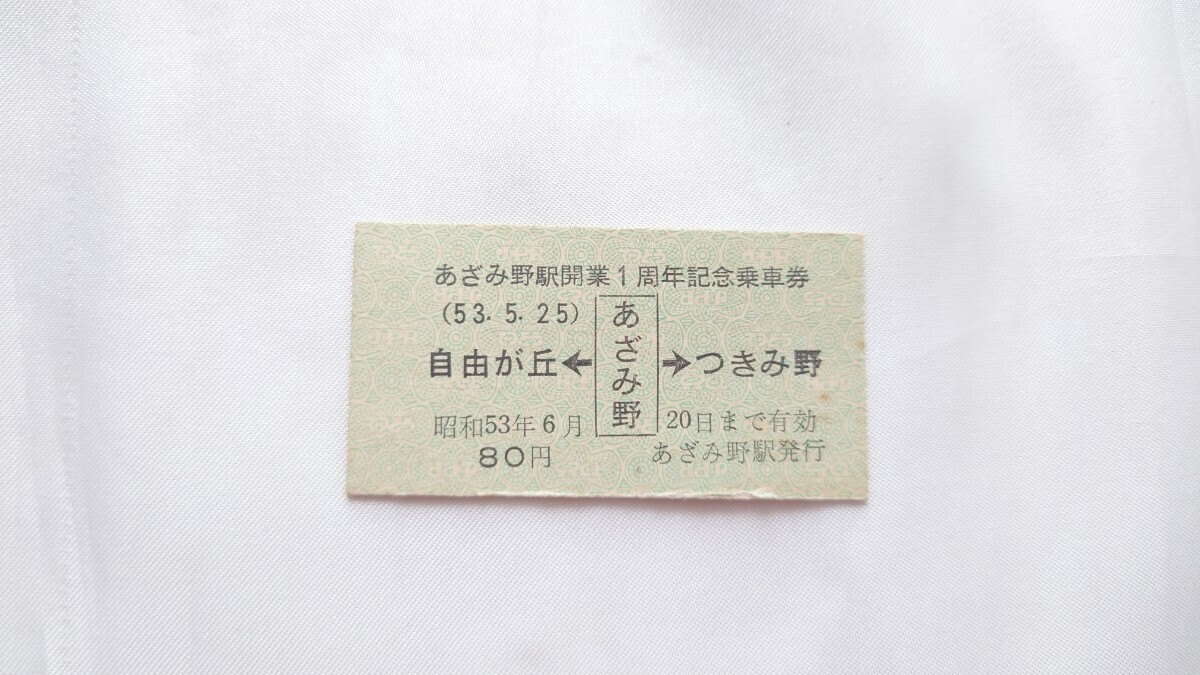 あざみ野駅開業1周年記念乗車券
(53.5.25)
自由が丘←あざみ野→つきみ野
昭和53年6月20日まで有効
80円 あざみ野駅発行